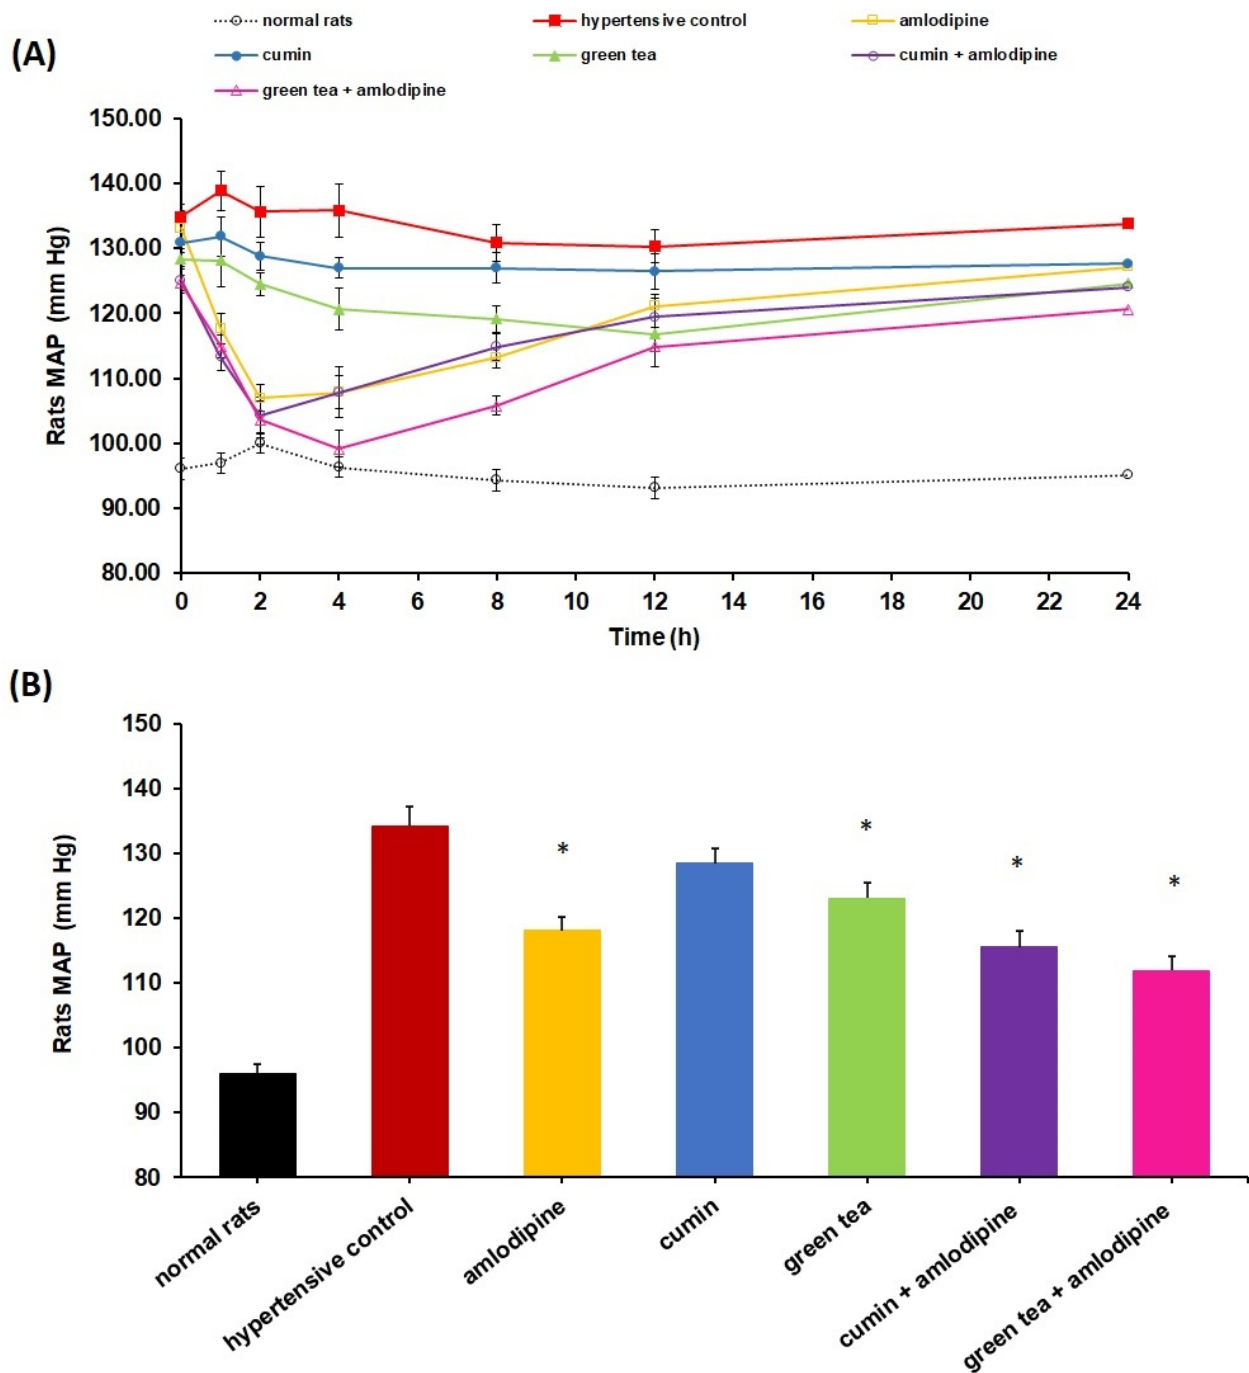 (A)
normal rats hypertensive control amlodipine
cumin green tea cumin + amlodipine
green tea + amlodipine
150.00
140.00
130.00
120.00
110.00
100.00
90.00
80.00
Rats MAP (mm Hg)
0 2 4 6 8 10 12 14 16 18 20 22 24
Time (h)
(B)
150
140
130
120
110
100
90
80
Rats MAP (mm Hg)
* * * *
normal rats
hypertensive control
amlodipine
cumin
green tea
cumin + amlodipine
green tea + amlodipine